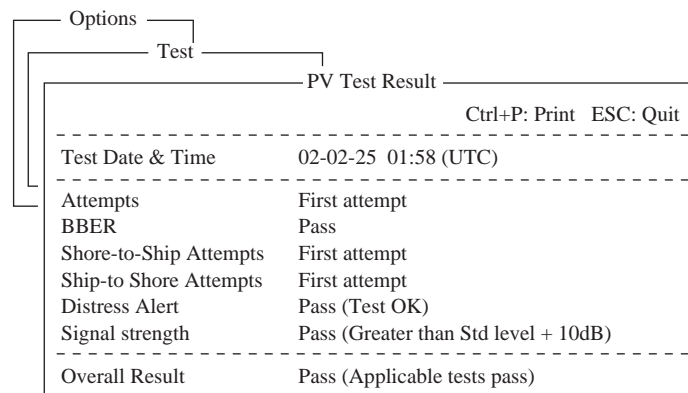 Options
Test
PV Test Result
Ctrl+P: Print ESC: Quit
Test Date & Time 02-02-25 01:58 (UTC)
Attempts First attempt
BBER Pass
Shore-to-Ship Attempts First attempt
Ship-to Shore Attempts First attempt
Distress Alert Pass (Test OK)
Signal strength Pass (Greater than Std level + 10dB)
Overall Result Pass (Applicable tests pass)